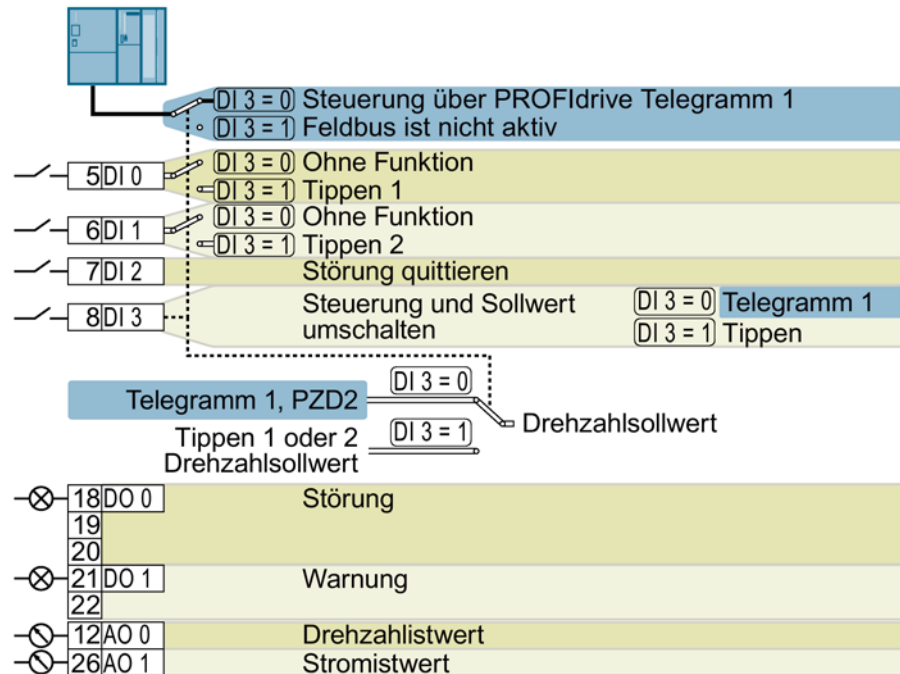 DI 3 = 0 Steuerung über PROFIdrive Telegramm 1
DI 3 = 1 Feldbus ist nicht aktiv
5 DI 0 DI 3 = 0 Ohne Funktion
DI 3 = 1 Tippen 1
6 DI 1 DI 3 = 0 Ohne Funktion
DI 3 = 1 Tippen 2
7 DI 2 Störung quittieren
8 DI 3 Steuerung und Sollwert umschalten
DI 3 = 0 Telegramm 1
DI 3 = 1 Tippen
Telegramm 1, PZD2 DI 3 = 0
Drehzahlsollwert
Tippen 1 oder 2 DI 3 = 1
Drehzahlsollwert
18 DO 0 Störung
19
20
21 DO 1 Warnung
22
12 AO 0 Drehzahlistwert
26 AO 1 Stromistwert